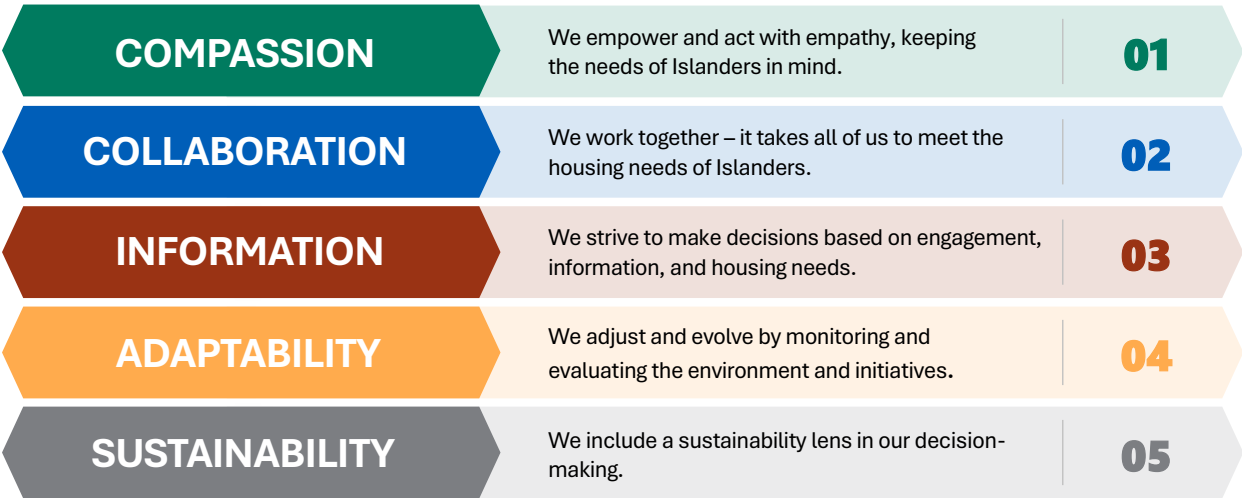 COMPASSION
We empower and act with empathy, keeping
the needs of Islanders in mind.
01
COLLABORATION
We work together – it takes all of us to meet the
housing needs of Islanders.
02
INFORMATION
We strive to make decisions based on engagement,
information, and housing needs.
03
ADAPTABILITY
We adjust and evolve by monitoring and
evaluating the environment and initiatives.
04
SUSTAINABILITY
We include a sustainability lens in our decision-
making.
05